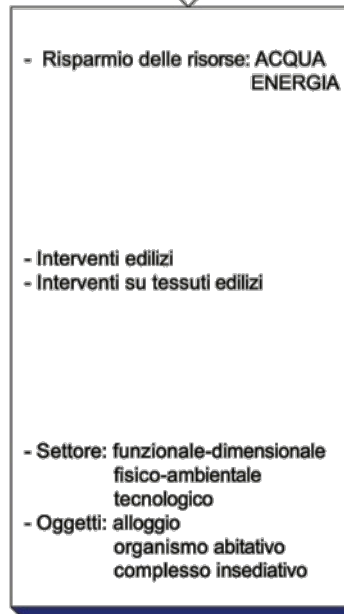 - Risparmio delle risorse: ACQUA
ENERGIA
- Interventi edilizi
- Interventi su tessuti edilizi
- Settore: funzionale-dimensionale
fisico-ambientale
tecnologico
- Oggetti: alloggio
organismo abitativo
complesso insediativo